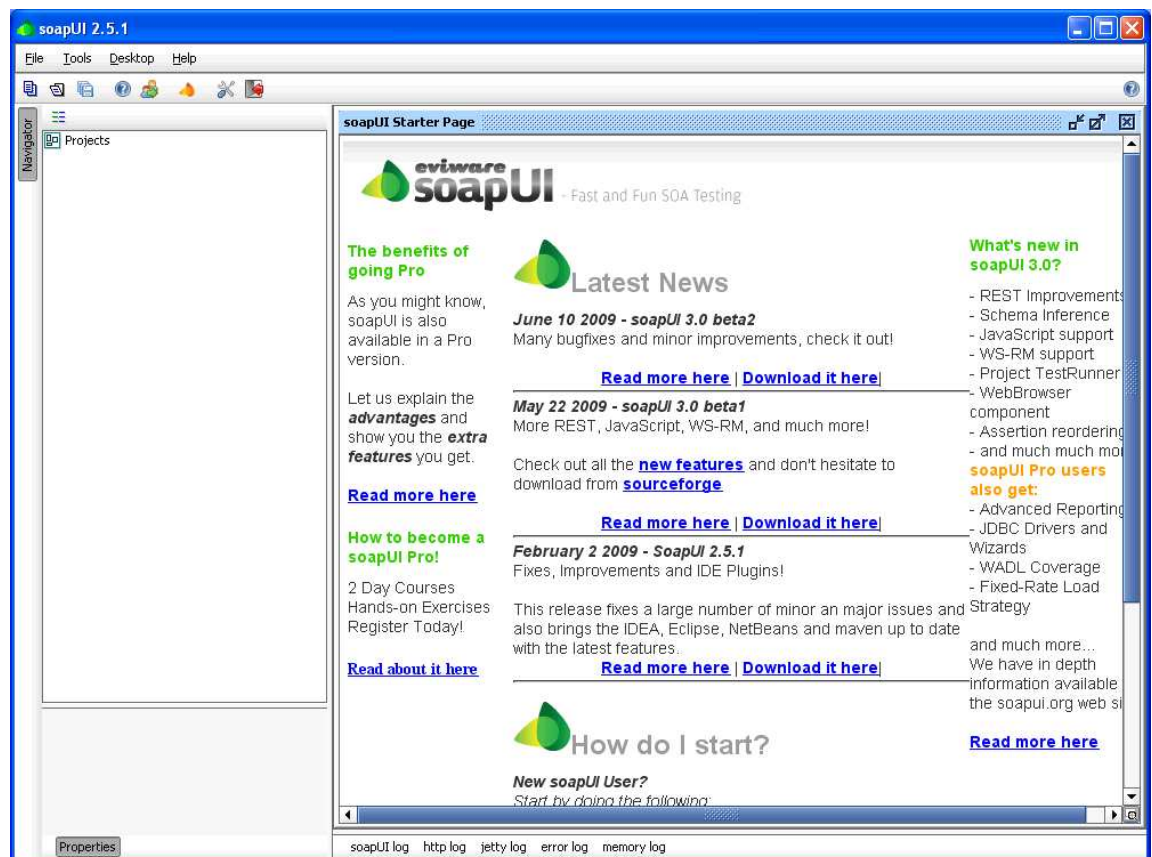 soapUI 2.5.1
File Tools Desktop Help
Navigator
Projects
soapUI Starter Page
eviware
soapUI - Fast and Fun SOA Testing
The benefits of
going Pro
As you might know,
soapUI is also
available in a Pro
version.
Let us explain the
advantages and
show you the extra
features you get.
Read more here
How to become a
soapUI Pro!
2 Day Courses
Hands-on Exercises
Register Today!
Read about it here
Latest News
June 10 2009 - soapUI 3.0 beta2
Many bugfixes and minor improvements, check it out!
Read more here | Download it here|
May 22 2009 - soapUI 3.0 beta1
More REST, JavaScript, WS-RM, and much more!
Check out all the new features and don't hesitate to
download from sourceforge
Read more here | Download it here|
February 2 2009 - SoapUI 2.5.1
Fixes, Improvements and IDE Plugins!
This release fixes a large number of minor an major issues and
also brings the IDEA, Eclipse, NetBeans and maven up to date
with the latest features.
Read more here | Download it here|
How do I start?
New soapUI User?
Start by doing the following:
What's new in
soapUI 3.0?
- REST Improvements
- Schema Inference
- JavaScript support
- WS-RM support
- Project TestRunner
- WebBrowser
component
- Assertion reordering
- and much much mo
soapUI Pro users
also get:
- Advanced Reporting
- JDBC Drivers and
Wizards
- WADL Coverage
- Fixed-Rate Load
Strategy
and much more...
We have in depth
information available
the soapui.org web si
Read more here
Properties
soapUI log http log jetty log error log memory log